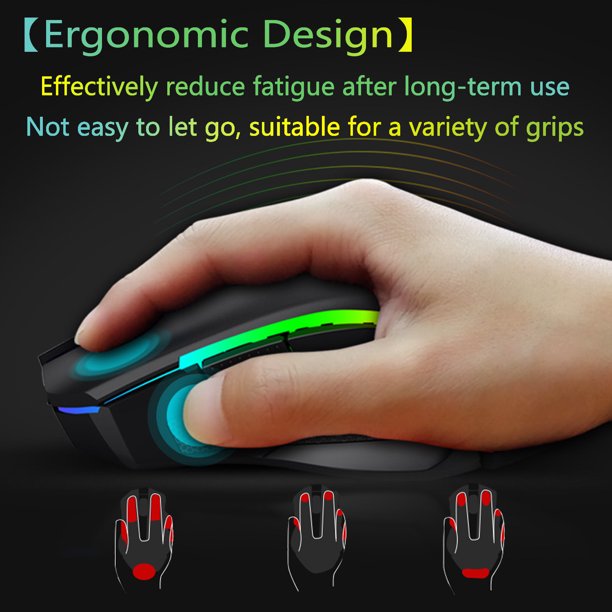 【Ergonomic Design】
Effectively reduce fatigue after long-term use
Not easy to let go, suitable for a variety of grips